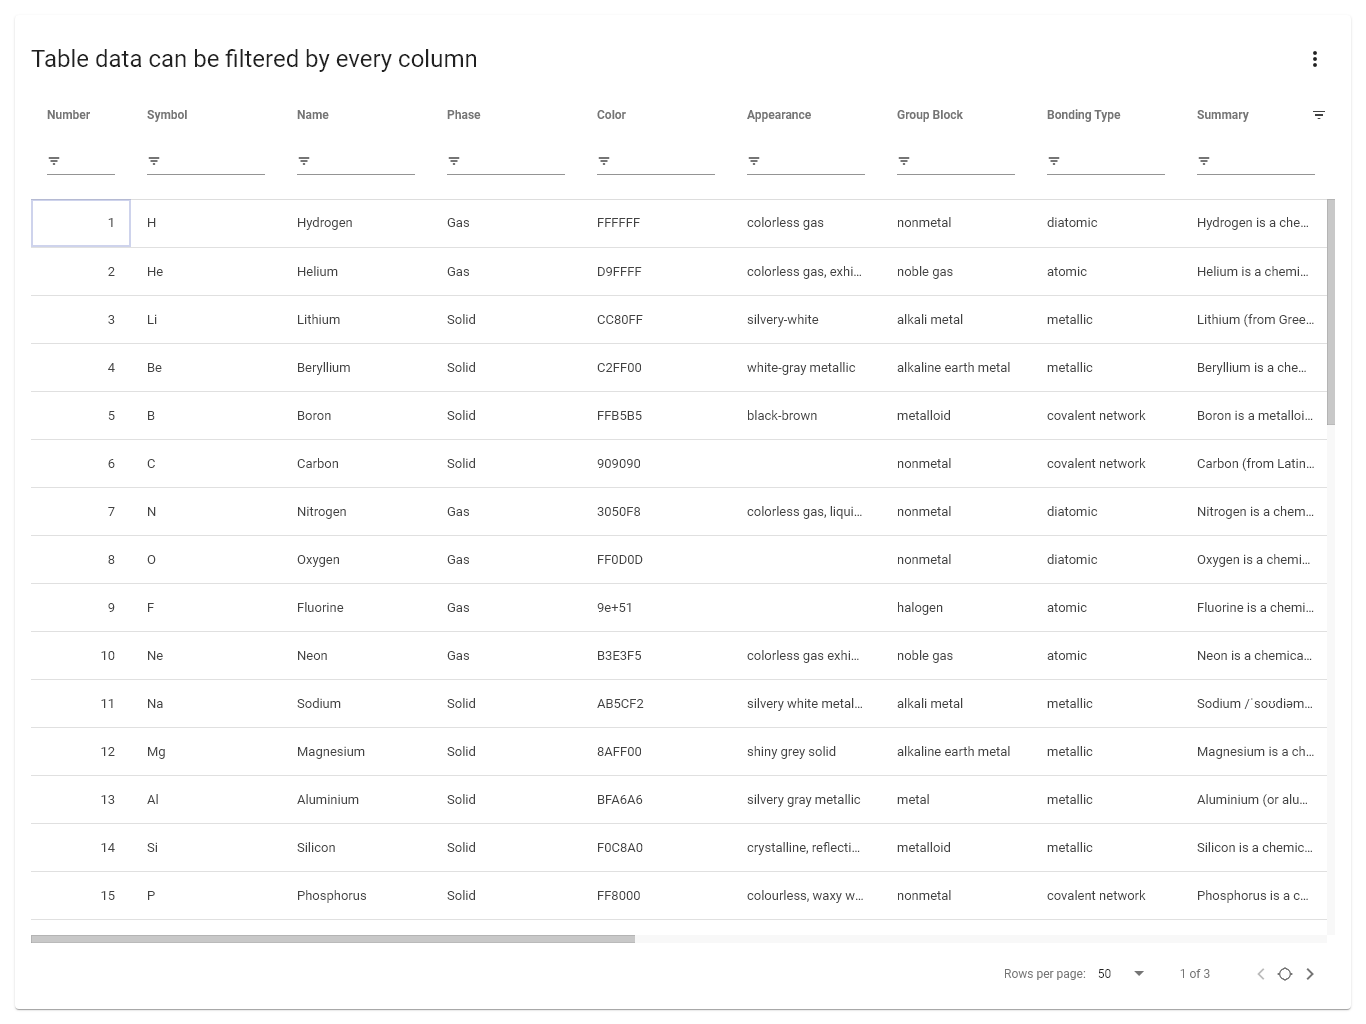 Table data can be filtered by every column
Number Symbol Name Phase Color Appearance Group Block Bonding Type Summary
1 H Hydrogen Gas FFFFFF colorless gas nonmetal diatomic Hydrogen is a che...
2 He Helium Gas D9FFFF colorless gas, exhi... noble gas atomic Helium is a chemi...
3 Li Lithium Solid CC80FF silvery-white alkali metal metallic Lithium (from Gree...
4 Be Beryllium Solid C2FF00 white-gray metallic alkaline earth metal metallic Beryllium is a che...
5 B Boron Solid FFB5B5 black-brown metalloid covalent network Boron is a metalloi...
6 C Carbon Solid 909090 nonmetal covalent network Carbon (from Latin...
7 N Nitrogen Gas 3050F8 colorless gas, liqui... nonmetal diatomic Nitrogen is a chem...
8 O Oxygen Gas FF0D0D nonmetal diatomic Oxygen is a chemi...
9 F Fluorine Gas 9e+51 halogen atomic Fluorine is a chemi...
10 Ne Neon Gas B3E3F5 colorless gas exhi... noble gas atomic Neon is a chemica...
11 Na Sodium Solid AB5CF2 silvery white metal... alkali metal metallic Sodium /ˈsoʊdiəm...
12 Mg Magnesium Solid 8AFF00 shiny grey solid alkaline earth metal metallic Magnesium is a ch...
13 Al Aluminium Solid BFA6A6 silvery gray metallic metal metallic Aluminium (or alu...
14 Si Silicon Solid F0C8A0 crystalline, reflecti... metalloid metallic Silicon is a chemic...
15 P Phosphorus Solid FF8000 colourless, waxy w... nonmetal covalent network Phosphorus is a c...
Rows per page: 50 1 of 3